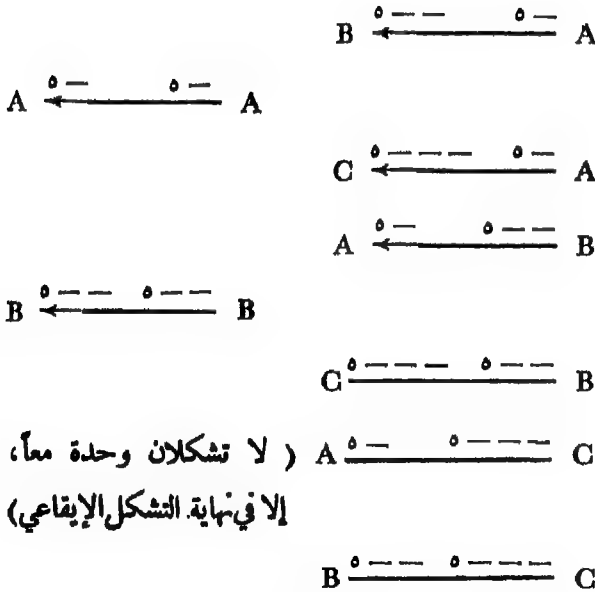 B ه — — ه — A
A ه — ه — A
C ه — — — ه — A
A ه — ه — — B
B ه — — ه — — B
C ه — — — ه — — B
( لا تشكلان وحدة معاً، A ه — ه — — — C
إلا في نهاية التشكل الإيقاعي)
B ه — — ه — — — C